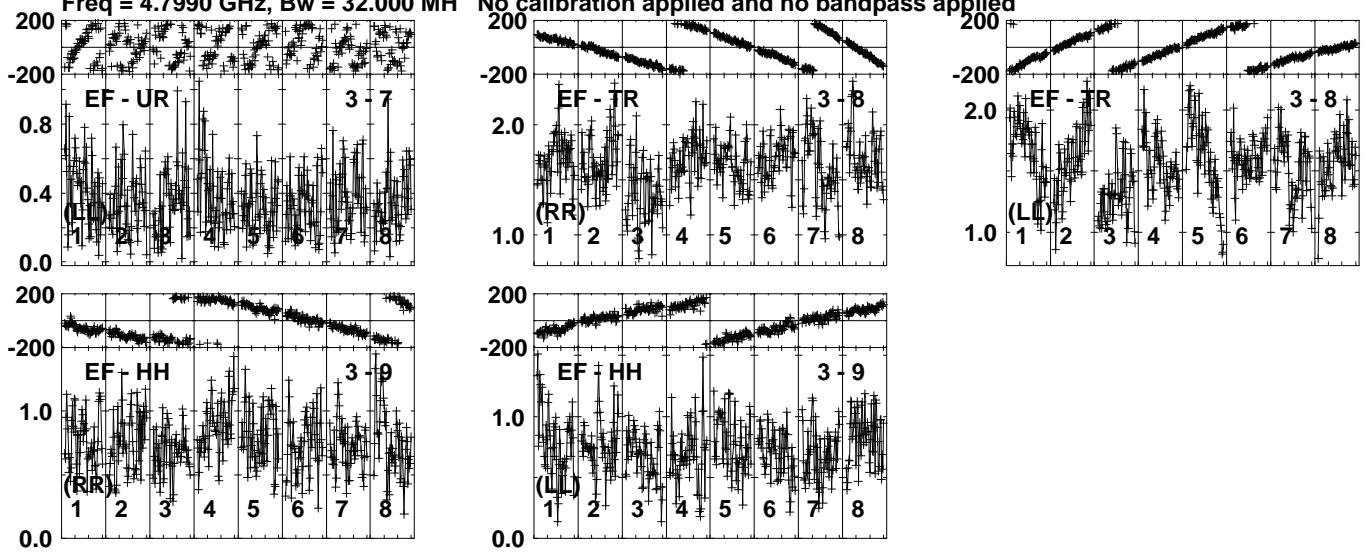 Freq = 4.7990 GHz, Bw = 32.000 MH No calibration applied and no bandpass applied
200
-200
EF - UR 3 - 7
0.8
0.4
(LL)
1 2 3 4 5 6 7 8
0.0
200
-200
EF - TR 3 - 8
2.0
(RR)
1.0
1 2 3 4 5 6 7 8
200
-200
EF - TR 3 - 8
2.0
(LL)
1.0
1 2 3 4 5 6 7 8
200
-200
EF - HH 3 - 9
1.0
(RR)
1 2 3 4 5 6 7 8
0.0
200
-200
EF - HH 3 - 9
1.0
(LL)
1 2 3 4 5 6 7 8
0.0